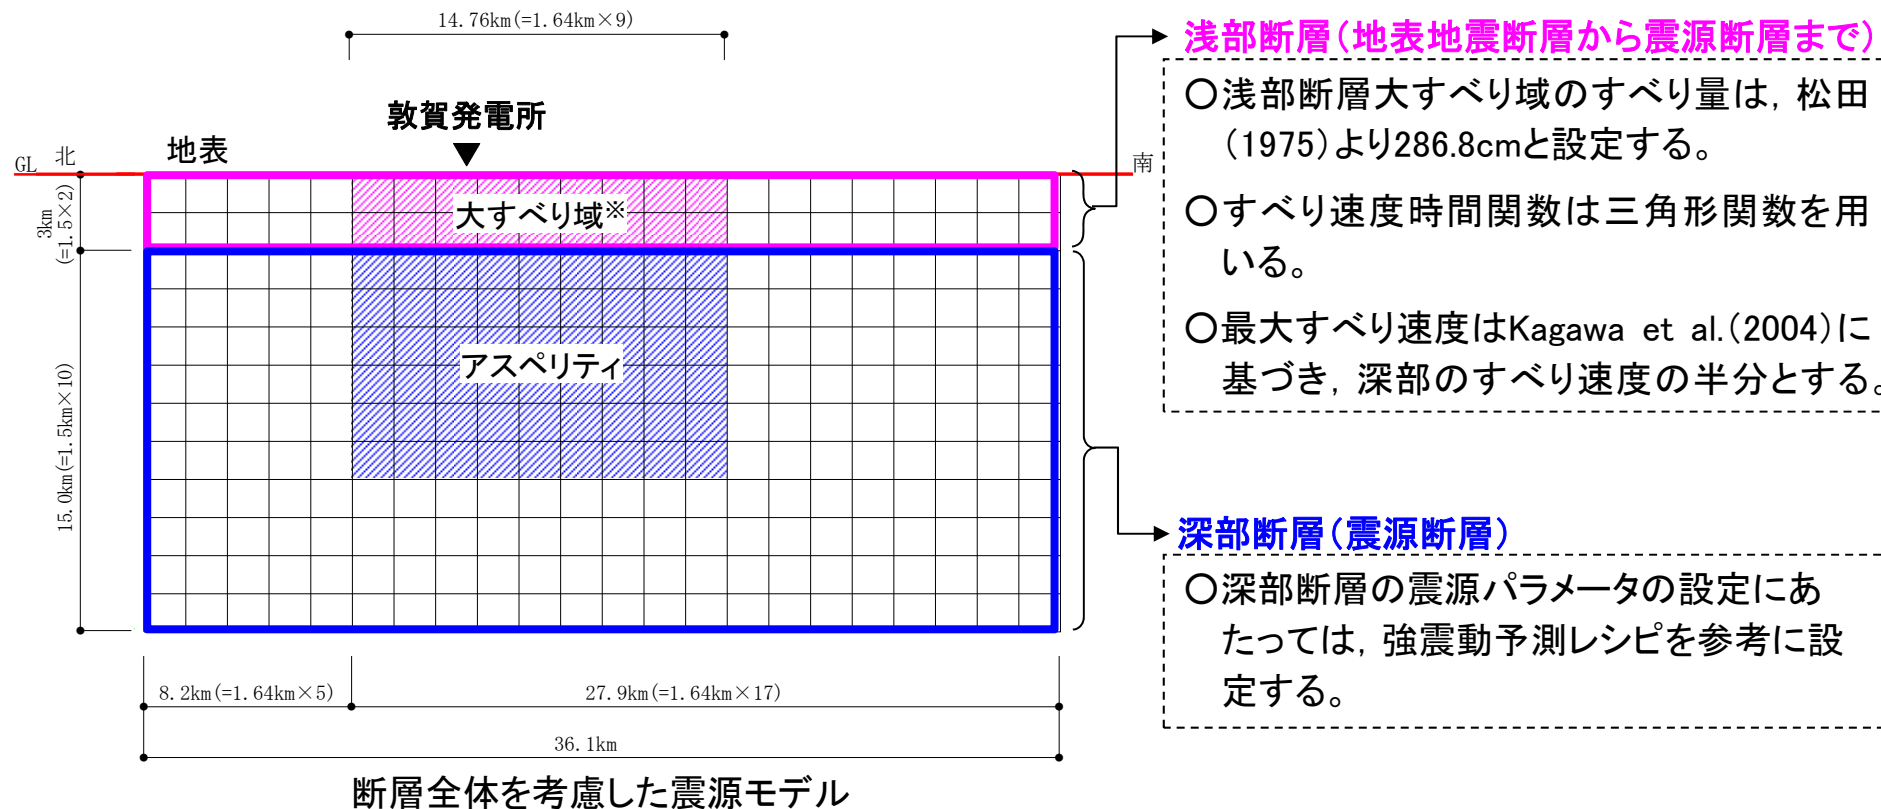 14.76km(=1.64km×9)
敦賀発電所
地表
GL
北
南
3km
(=1.5×2)
大すべり域※
アスペリティ
15.0km(=1.5km×10)
8.2km(=1.64km×5)
27.9km(=1.64km×17)
36.1km
断層全体を考慮した震源モデル
浅部断層(地表地震断層から震源断層まで)
○浅部断層大すべり域のすべり量は,松田
(1975)より286.8cmと設定する。
○すべり速度時間関数は三角形関数を用
いる。
○最大すべり速度はKagawa et al.(2004)に
基づき,深部のすべり速度の半分とする。
深部断層(震源断層)
○深部断層の震源パラメータの設定にあ
たっては,強震動予測レシピを参考に設
定する。